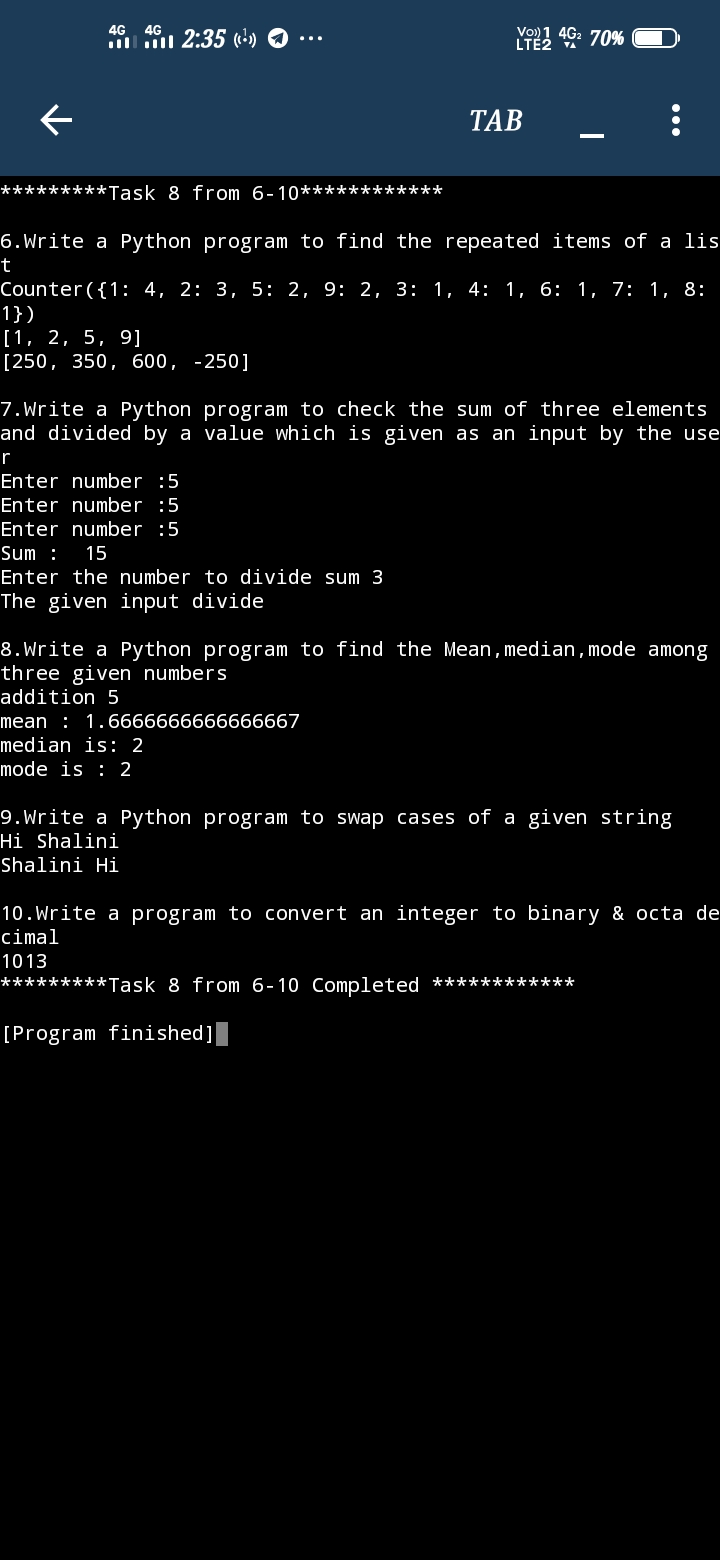 4G 4G 2:35 70%
Vo) 1 LTE2 4G2
TAB
*********Task 8 from 6-10************
6.Write a Python program to find the repeated items of a lis
t
Counter({1: 4, 2: 3, 5: 2, 9: 2, 3: 1, 4: 1, 6: 1, 7: 1, 8:
1})
[1, 2, 5, 9]
[250, 350, 600, -250]
7.Write a Python program to check the sum of three elements
and divided by a value which is given as an input by the use
r
Enter number :5
Enter number :5
Enter number :5
Sum :  15
Enter the number to divide sum 3
The given input divide
8.Write a Python program to find the Mean,median,mode among
three given numbers
addition 5
mean : 1.6666666666666667
median is: 2
mode is : 2
9.Write a Python program to swap cases of a given string
Hi Shalini
Shalini Hi
10.Write a program to convert an integer to binary & octa de
cimal
1013
*********Task 8 from 6-10 Completed ************
[Program finished]